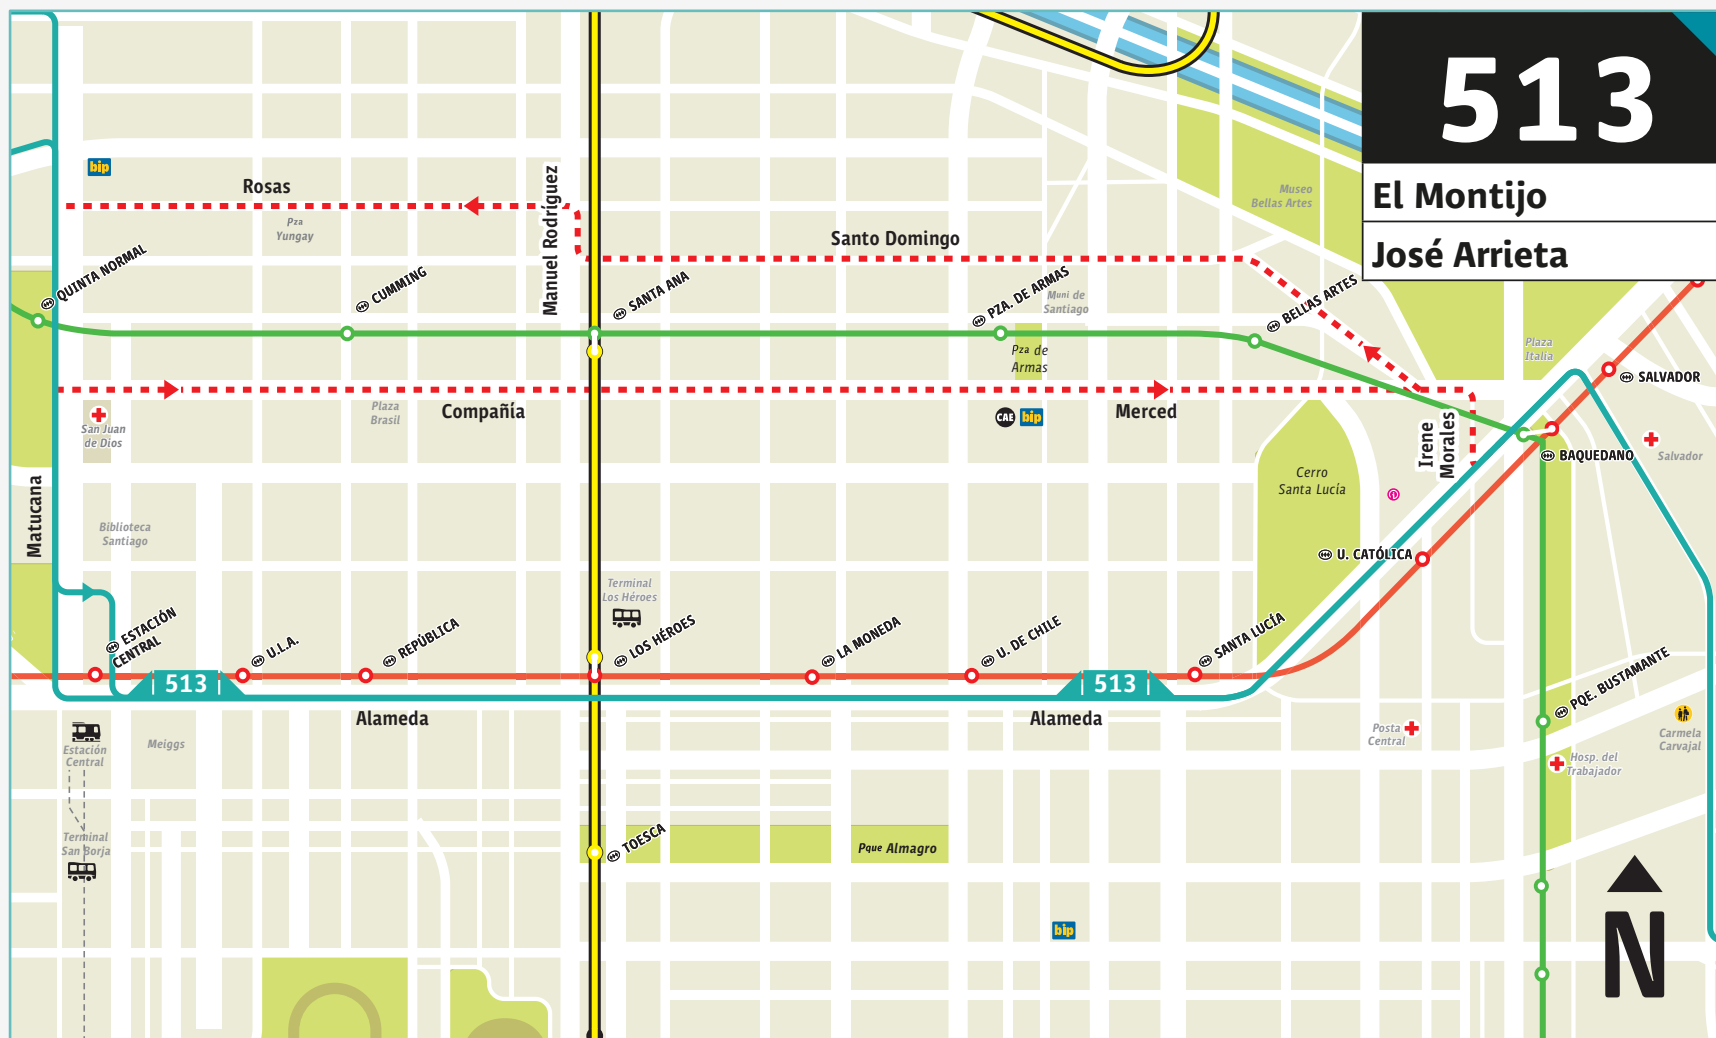 513
El Montijo
José Arrieta
bip
Rosas
Pza
Yungay
Manuel Rodríguez
Santo Domingo
Museo
Bellas Artes
QUINTA NORMAL
CUMMING
SANTA ANA
PZA. DE ARMAS
Muni de
Santiago
BELLAS ARTES
Pza de
Armas
Plaza
Italia
SALVADOR
San Juan
de Dios
Plaza
Brasil
Compañía
CAE
bip
Merced
Irene
Morales
BAQUEDANO
Salvador
Cerro
Santa Lucía
Matucana
Biblioteca
Santiago
U. CATÓLICA
Terminal
Los Héroes
ESTACIÓN
CENTRAL
U.L.A.
REPÚBLICA
LOS HÉROES
LA MONEDA
U. DE CHILE
SANTA LUCÍA
513
513
PQE. BUSTAMANTE
Alameda
Alameda
Estación
Central
Meiggs
Posta
Central
Carmela
Carvajal
Hosp. del
Trabajador
Terminal
San Borja
TOESCA
Pque Almagro
bip
N